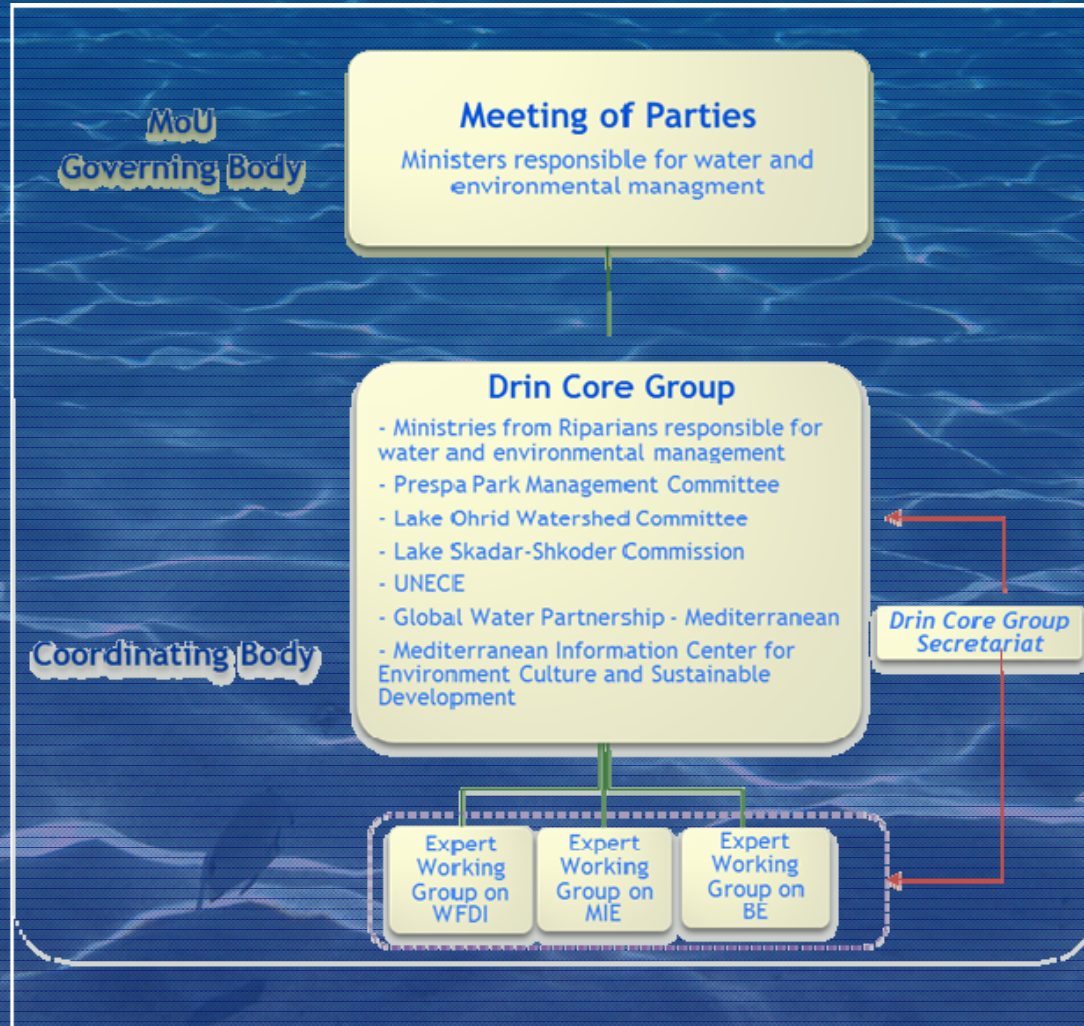 MoU
Governing Body
Meeting of Parties
Ministers responsible for water and
environmental managment
Coordinating Body
Drin Core Group
- Ministries from Riparians responsible for
water and environmental management
- Prespa Park Management Committee
- Lake Ohrid Watershed Committee
- Lake Skadar-Shkoder Commission
- UNECE
- Global Water Partnership - Mediterranean
- Mediterranean Information Center for
Environment Culture and Sustainable
Development
Drin Core Group
Secretariat
Expert
Working
Group on
WFDI
Expert
Working
Group on
MIE
Expert
Working
Group on
BE